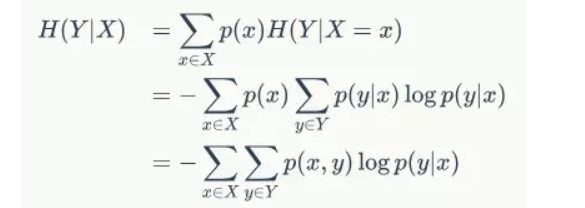 H(Y|X) = ∑_{x∈X} p(x)H(Y|X = x)
= − ∑_{x∈X} p(x) ∑_{y∈Y} p(y|x) log p(y|x)
= − ∑_{x∈X} ∑_{y∈Y} p(x, y) log p(y|x)